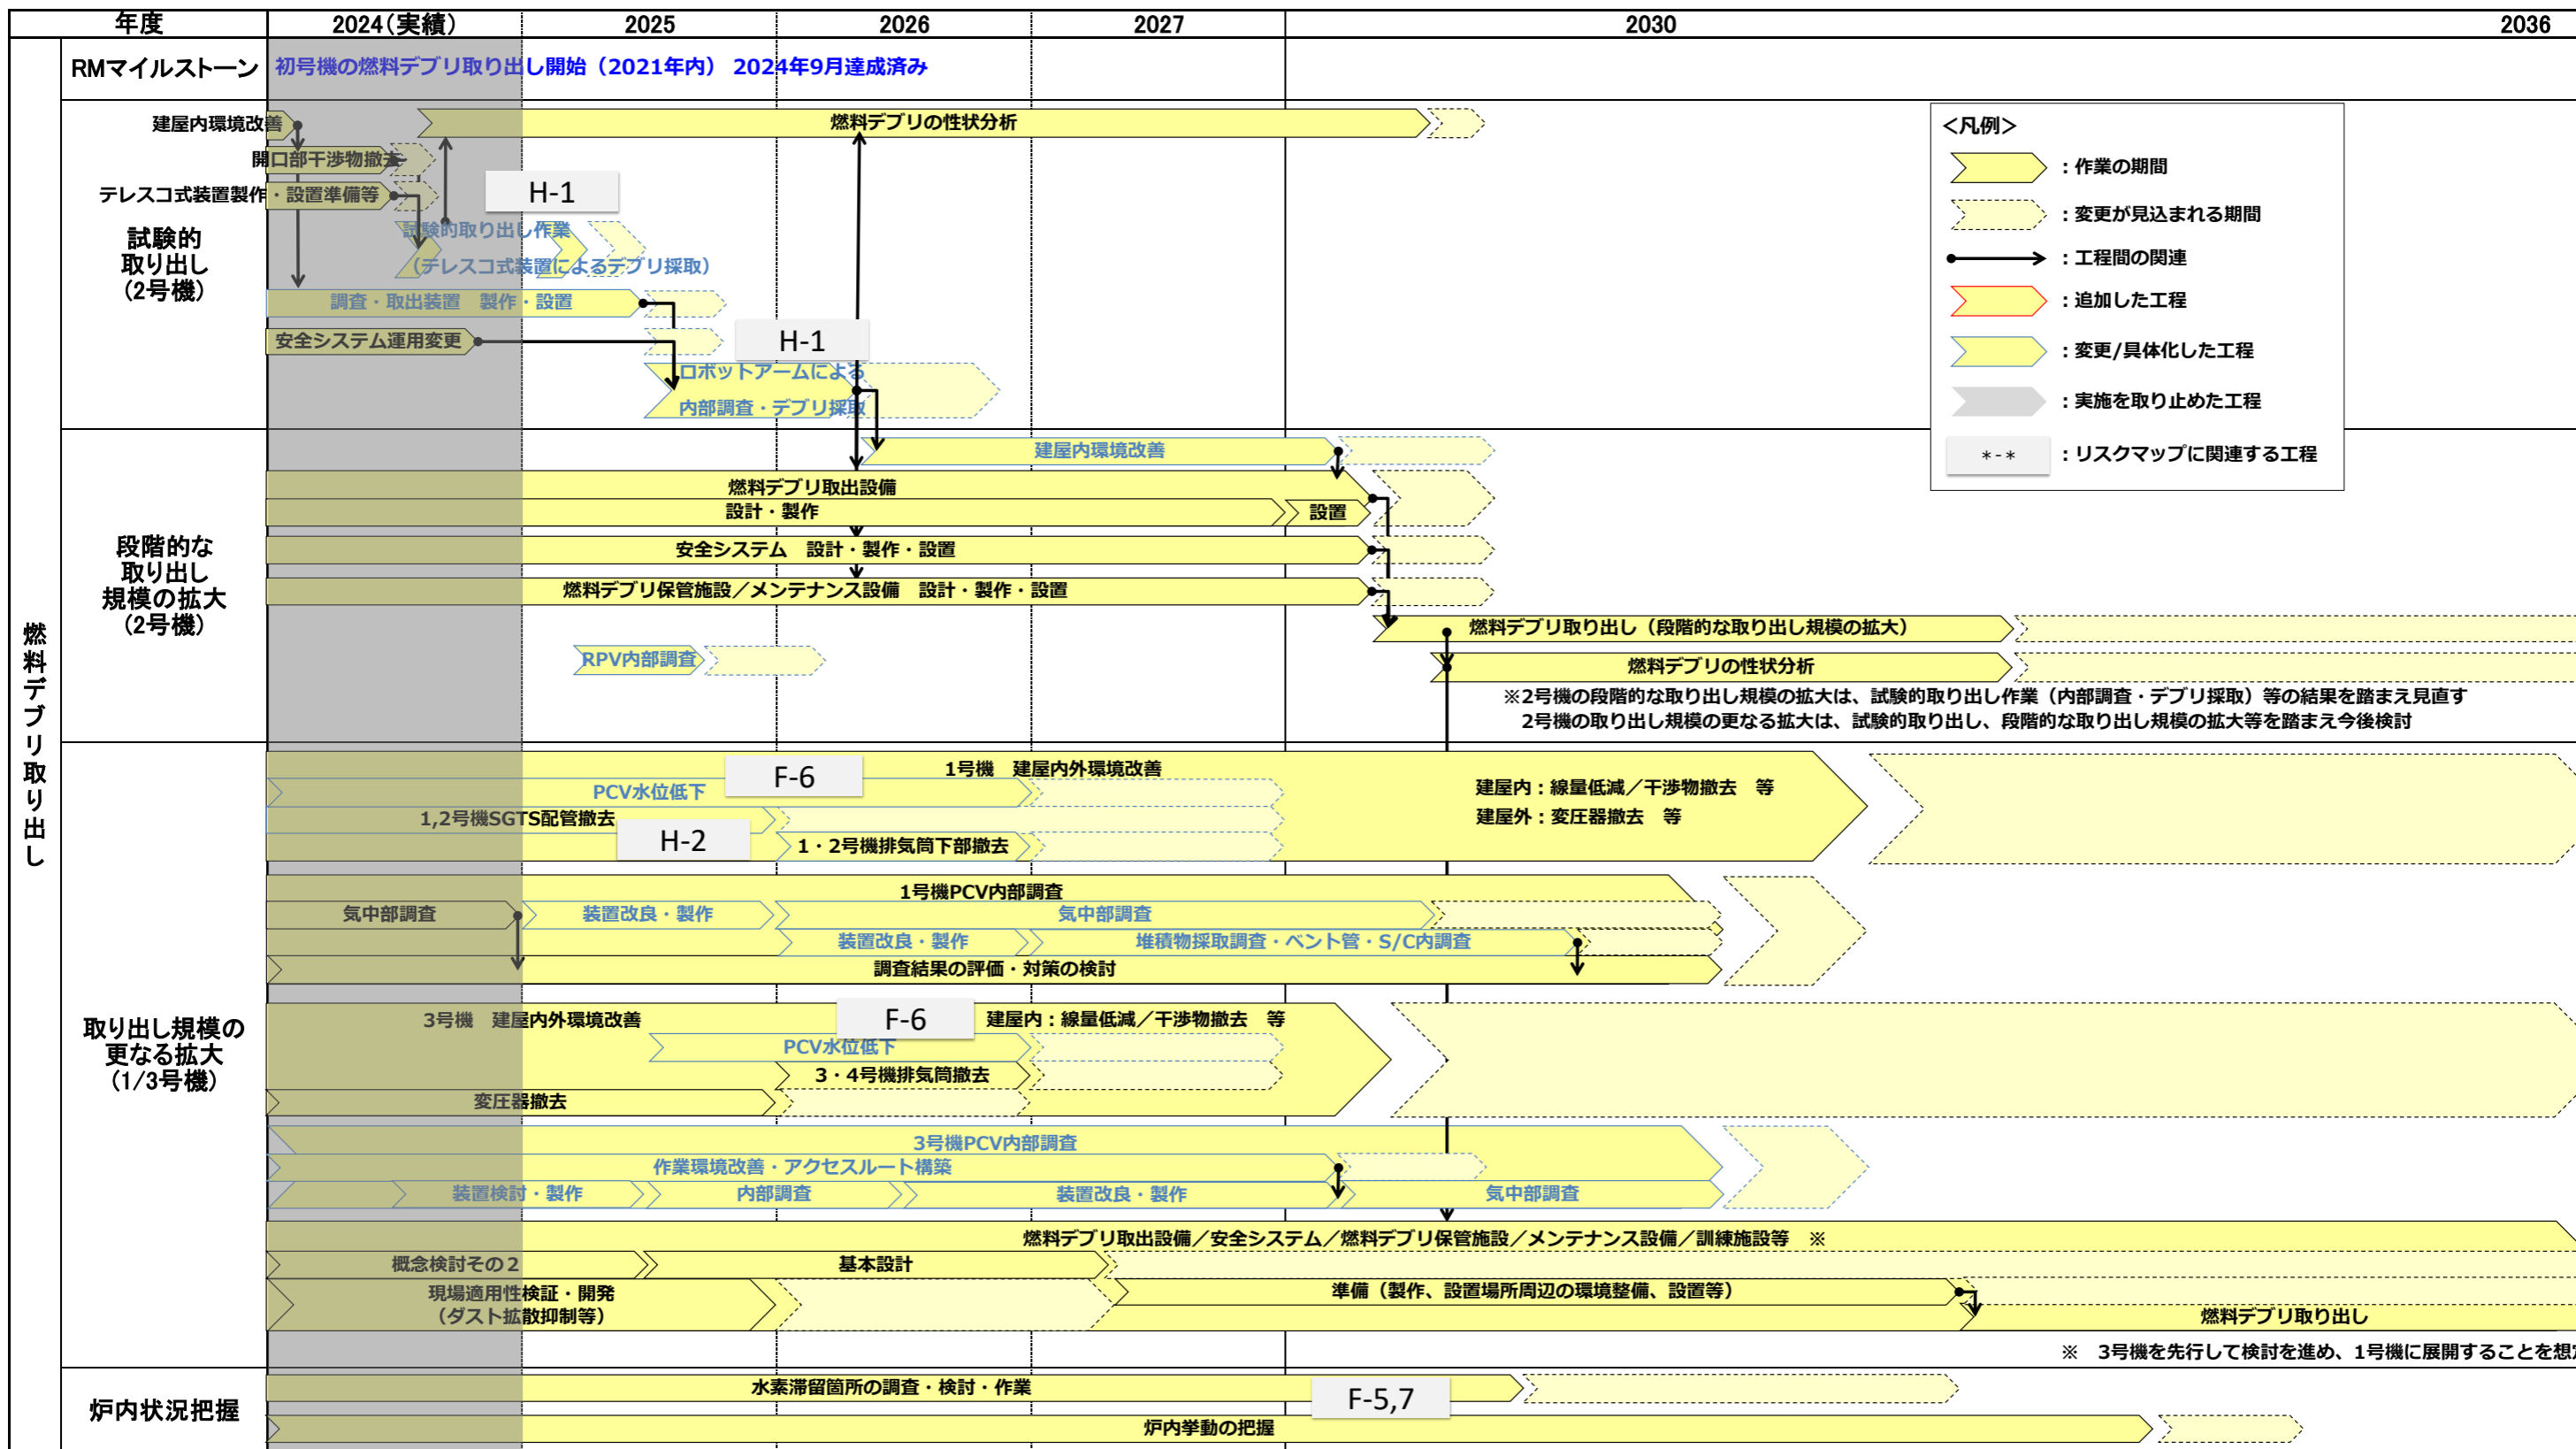 年度 2024(実績) 2025 2026 2027 2030 2036
燃料デブリ取り出し
RMマイルストーン
初号機の燃料デブリ取り出し開始（2021年内） 2024年9月達成済み
試験的
取り出し
(2号機)
建屋内環境改善
燃料デブリの性状分析
開口部干渉物撤去
テレスコ式装置製作・設置準備等
H-1
試験的取り出し作業
（テレスコ式装置によるデブリ採取）
調査・取出装置　製作・設置
安全システム運用変更
H-1
ロボットアームによる
内部調査・デブリ採取
＜凡例＞
：作業の期間
：変更が見込まれる期間
：工程間の関連
：追加した工程
：変更/具体化した工程
：実施を取り止めた工程
*-* ：リスクマップに関連する工程
段階的な
取り出し
規模の拡大
(2号機)
建屋内環境改善
燃料デブリ取出設備
設計・製作 設置
安全システム　設計・製作・設置
燃料デブリ保管施設／メンテナンス設備　設計・製作・設置
燃料デブリ取り出し（段階的な取り出し規模の拡大）
RPV内部調査
燃料デブリの性状分析
※2号機の段階的な取り出し規模の拡大は、試験的取り出し作業（内部調査・デブリ採取）等の結果を踏まえ見直す
2号機の取り出し規模の更なる拡大は、試験的取り出し、段階的な取り出し規模の拡大等を踏まえ今後検討
取り出し規模の
更なる拡大
(1/3号機)
1号機　建屋内外環境改善
F-6
PCV水位低下
建屋内：線量低減／干渉物撤去　等
1,2号機SGTS配管撤去
建屋外：変圧器撤去　等
H-2
1・2号機排気筒下部撤去
1号機PCV内部調査
気中部調査 装置改良・製作 気中部調査
装置改良・製作 堆積物採取調査・ベント管・S/C内調査
調査結果の評価・対策の検討
3号機　建屋内外環境改善
F-6
建屋内：線量低減／干渉物撤去　等
PCV水位低下
3・4号機排気筒撤去
変圧器撤去
3号機PCV内部調査
作業環境改善・アクセスルート構築
装置検討・製作 内部調査 装置改良・製作 気中部調査
燃料デブリ取出設備／安全システム／燃料デブリ保管施設／メンテナンス設備／訓練施設等　※
概念検討その２ 基本設計
現場適用性検証・開発
（ダスト拡散抑制等）
準備（製作、設置場所周辺の環境整備、設置等）
燃料デブリ取り出し
※　3号機を先行して検討を進め、1号機に展開することを想
炉内状況把握
水素滞留箇所の調査・検討・作業
F-5,7
炉内挙動の把握